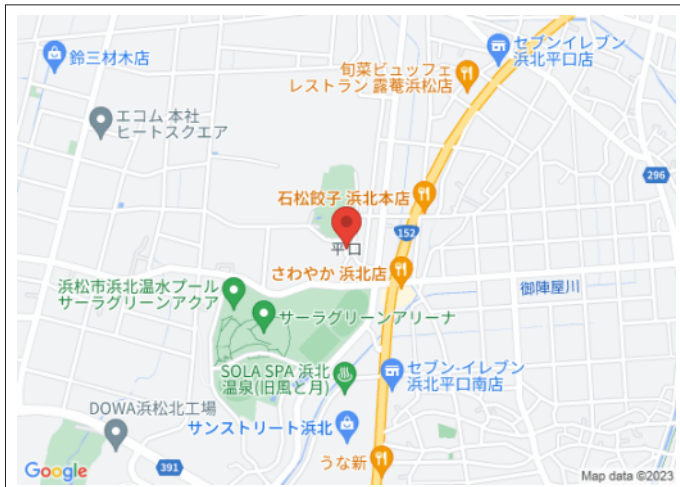 セブンイレブン
浜北平口店
鈴三材木店
旬菜ビュッフェ
レストラン 露菴浜松店
エコム 本社
ヒートスクエア
296
石松餃子 浜北本店
152
平口
さわやか 浜北店
浜松市浜北温水プール
サーラグリーンアクア
御陣屋川
サーラグリーンアリーナ
SOLA SPA 浜北
温泉(旧風と月)
セブン-イレブン
浜北平口南店
DOWA浜松北工場
サンストリート浜北
うな新
391
Google
Map data ©2023